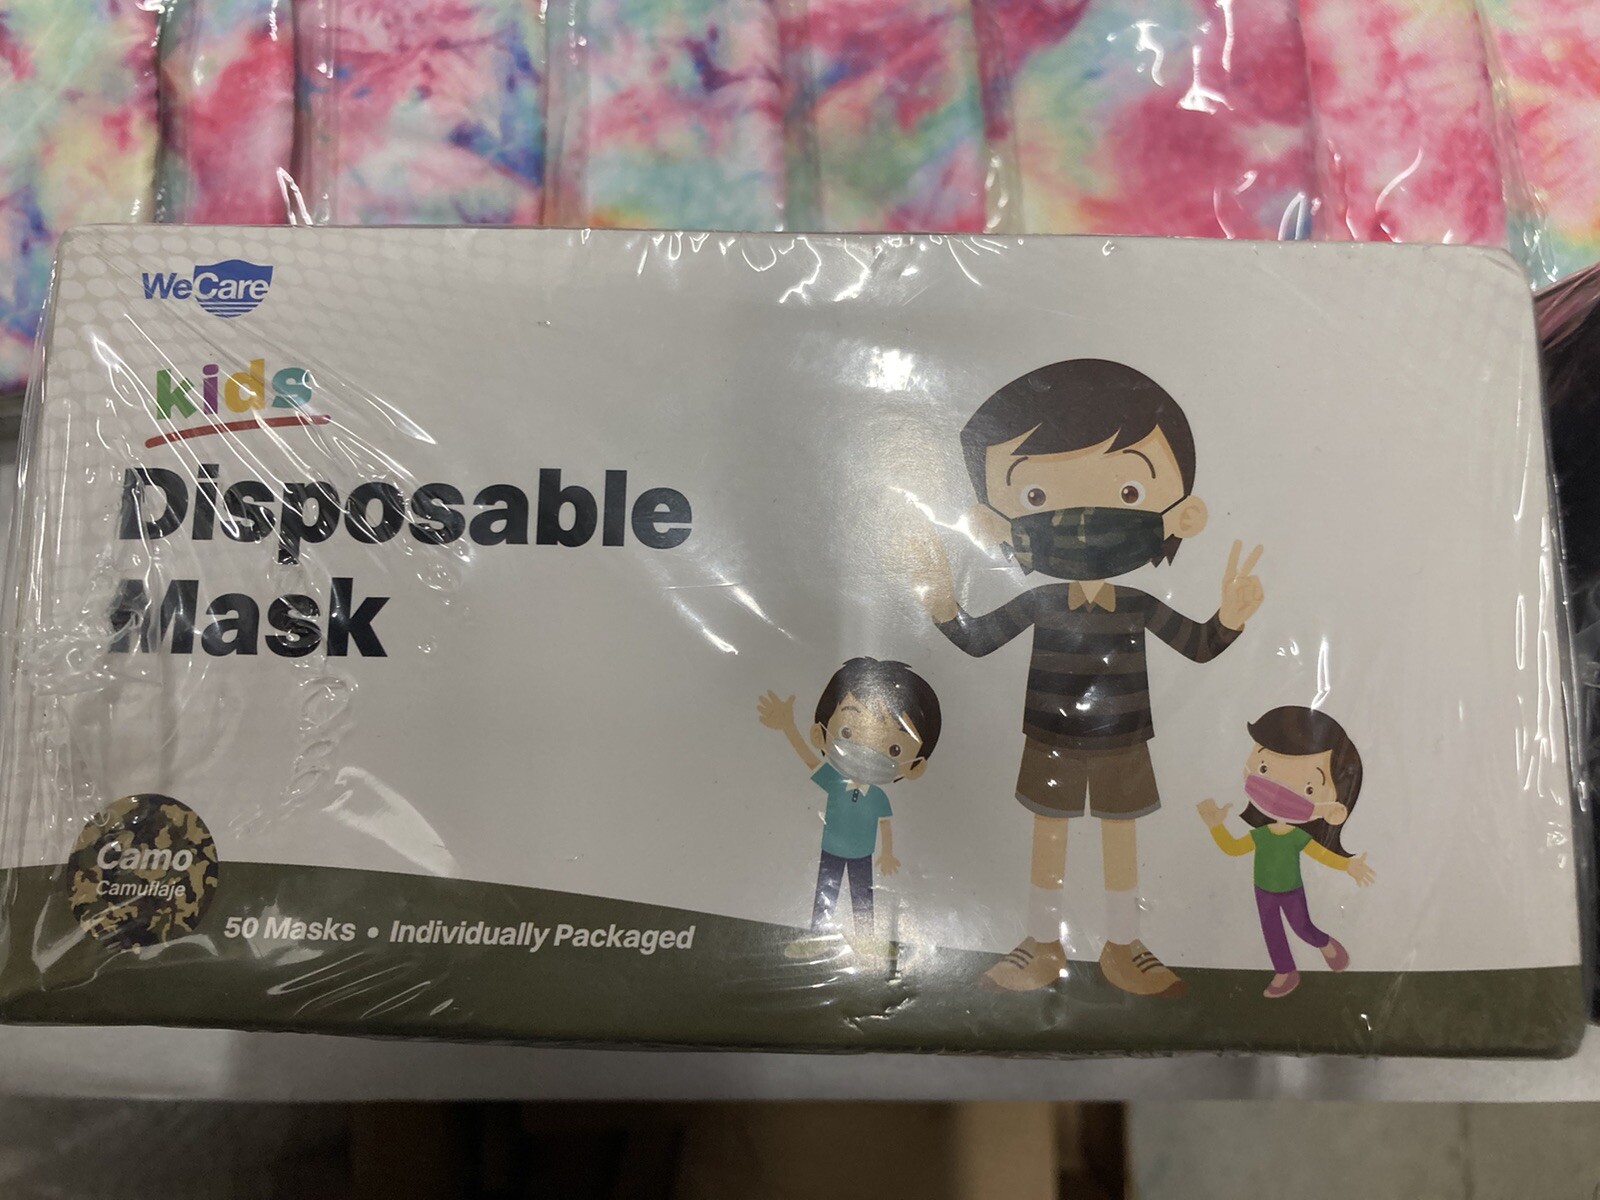 WeCare
kids
Disposable
Mask
Camo
Camuflaje
50 Masks • Individually Packaged